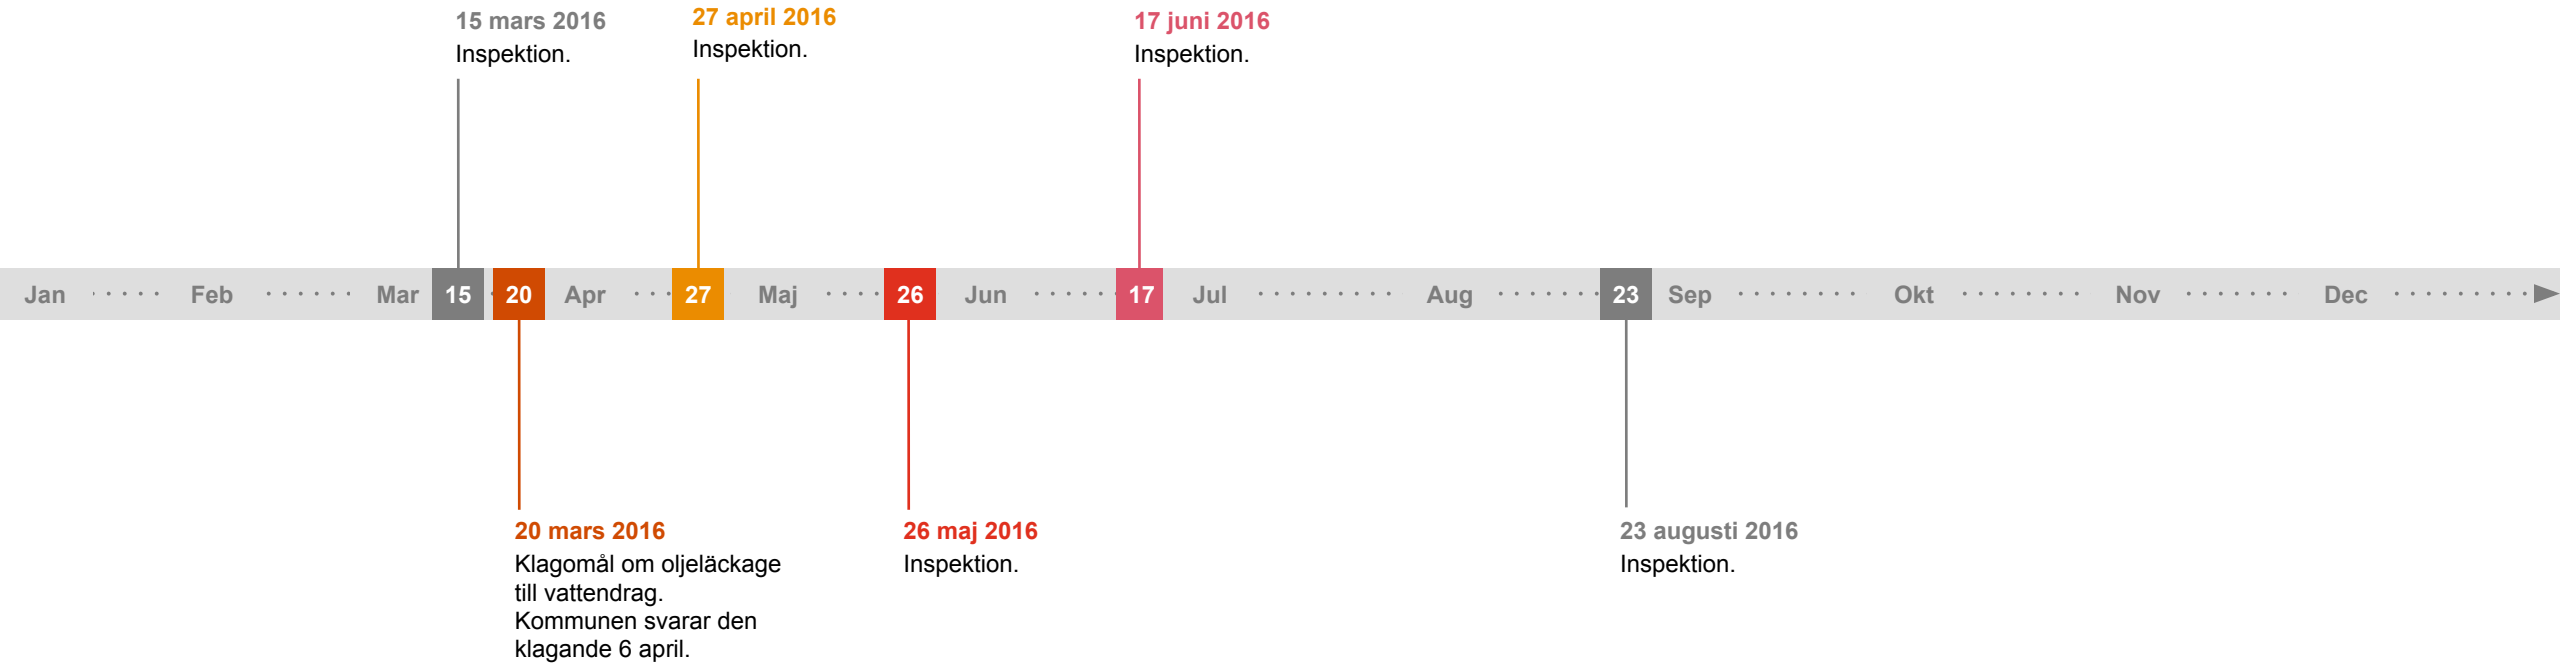 15 mars 2016
Inspektion.
27 april 2016
Inspektion.
17 juni 2016
Inspektion.
Jan Feb Mar 15 20 Apr 27 Maj 26 Jun 17 Jul Aug 23 Sep Okt Nov Dec
20 mars 2016
Klagomål om oljeläckage
till vattendrag.
Kommunen svarar den
klagande 6 april.
26 maj 2016
Inspektion.
23 augusti 2016
Inspektion.